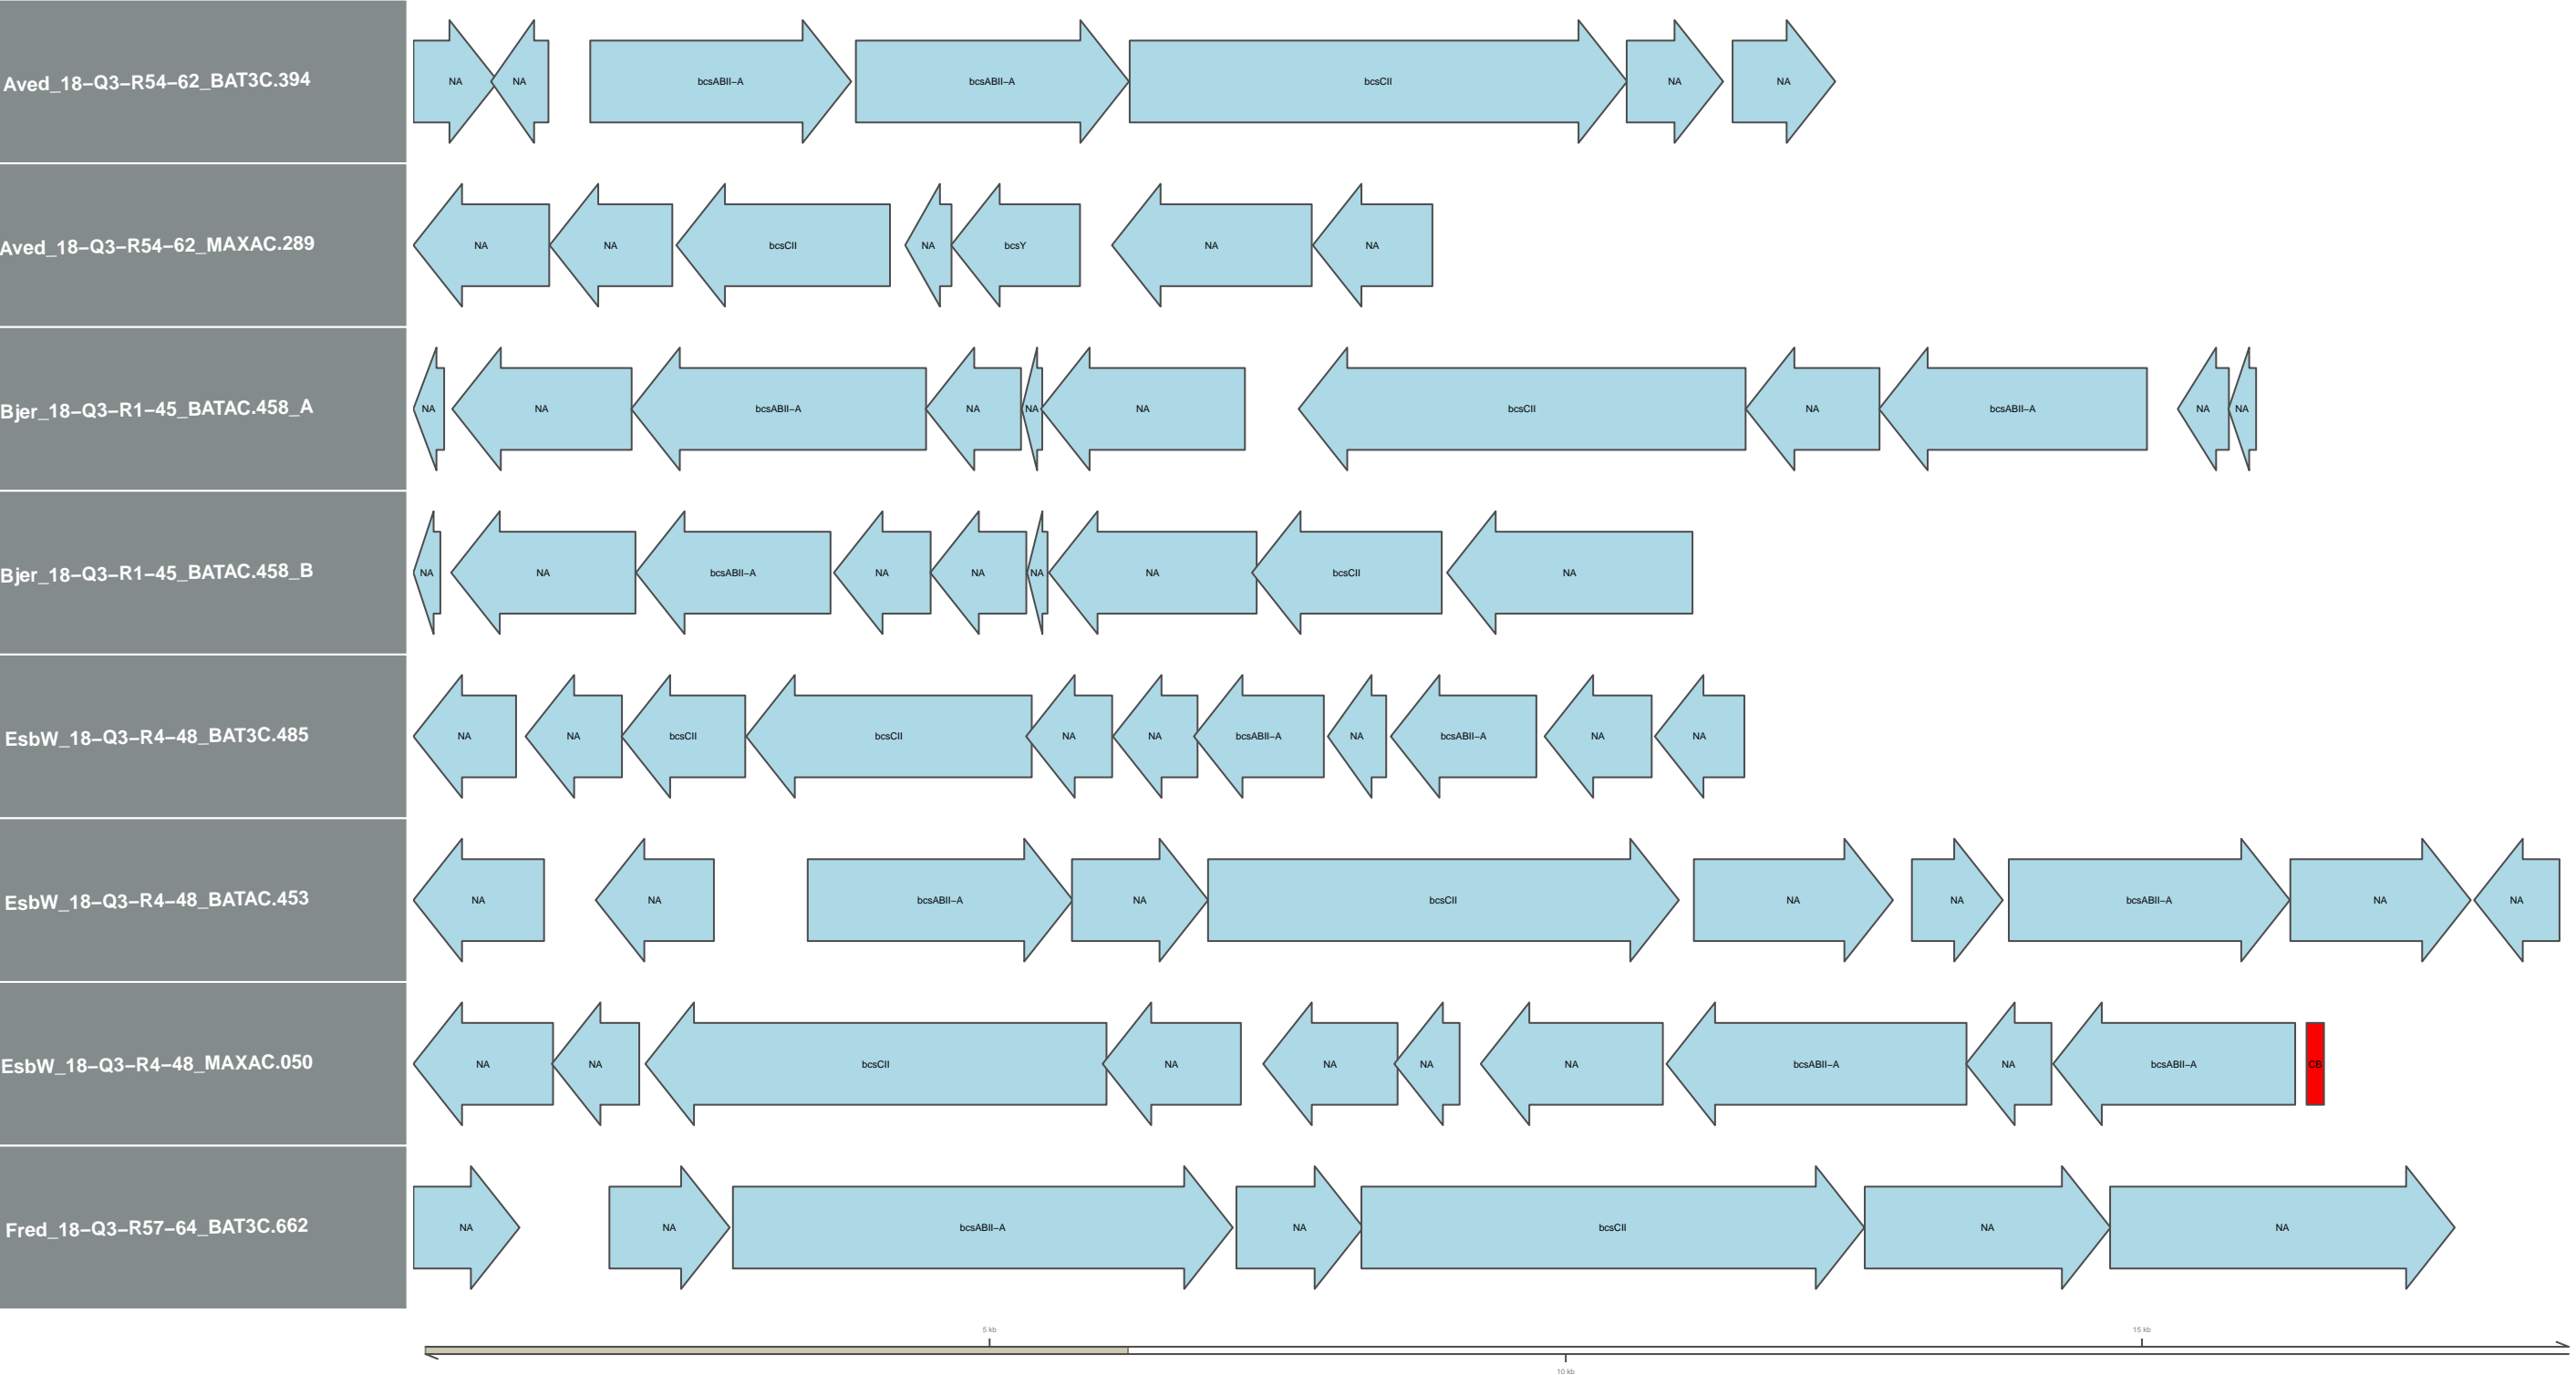 Aved_18–Q3–R54–62_BAT3C.394 NA NA bcsABII–A bcsABII–A bcsCII NA NA
Aved_18–Q3–R54–62_MAXAC.289 NA NA bcsCII NA bcsY NA NA
Bjer_18–Q3–R1–45_BATAC.458_A NA NA bcsABII–A NA NA NA bcsCII NA bcsABII–A NA NA
Bjer_18–Q3–R1–45_BATAC.458_B NA NA bcsABII–A NA NA NA NA bcsCII NA
EsbW_18–Q3–R4–48_BAT3C.485 NA NA bcsCII bcsCII NA NA bcsABII–A NA bcsABII–A NA NA
EsbW_18–Q3–R4–48_BATAC.453 NA NA bcsABII–A NA bcsCII NA NA bcsABII–A NA NA
EsbW_18–Q3–R4–48_MAXAC.050 NA NA bcsCII NA NA NA NA bcsABII–A NA bcsABII–A CB
Fred_18–Q3–R57–64_BAT3C.662 NA NA bcsABII–A NA bcsCII NA NA
5 kb 15 kb
10 kb